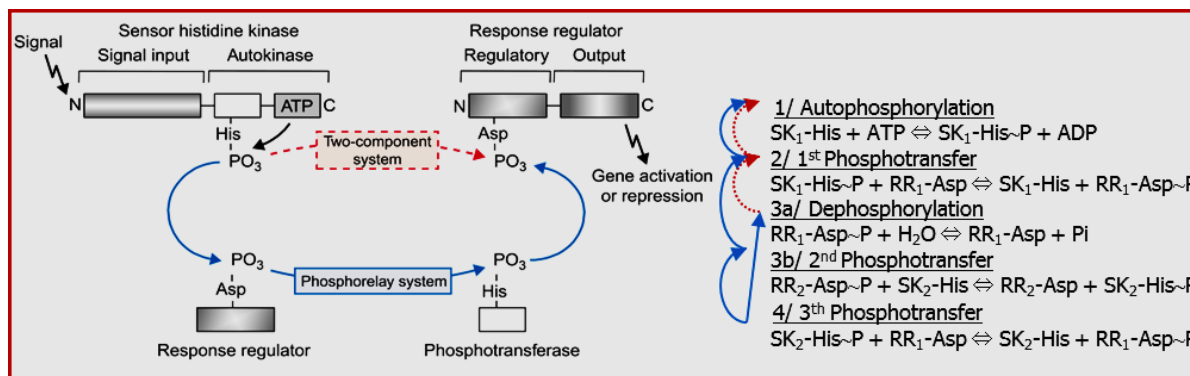 Sensor histidine kinase
Response regulator
Signal
Signal input
Autokinase
Regulatory
Output
N
ATP
C
N
C
His
Asp
PO3
Two-component
system
PO3
Gene activation
or repression
PO3
Phosphorelay system
PO3
Asp
His
Response regulator
Phosphotransferase
1/ Autophosphorylation
SK1-His + ATP ⇔ SK1-His~P + ADP
2/ 1st Phosphotransfer
SK1-His~P + RR1-Asp ⇔ SK1-His + RR1-Asp~P
3a/ Dephosphorylation
RR1-Asp~P + H2O ⇔ RR1-Asp + Pi
3b/ 2nd Phosphotransfer
RR2-Asp~P + SK2-His ⇔ RR2-Asp + SK2-His~P
4/ 3th Phosphotransfer
SK2-His~P + RR1-Asp ⇔ SK2-His + RR1-Asp~P